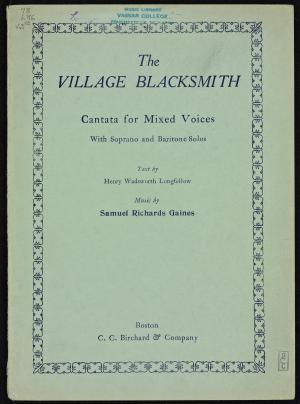 MUSIC LIBRARY
VASSAR COLLEGE
The
VILLAGE BLACKSMITH
Cantata for Mixed Voices
With Soprano and Baritone Solos
Text by
Henry Wadsworth Longfellow
Music by
Samuel Richards Gaines
Boston
C. C. Birchard & Company